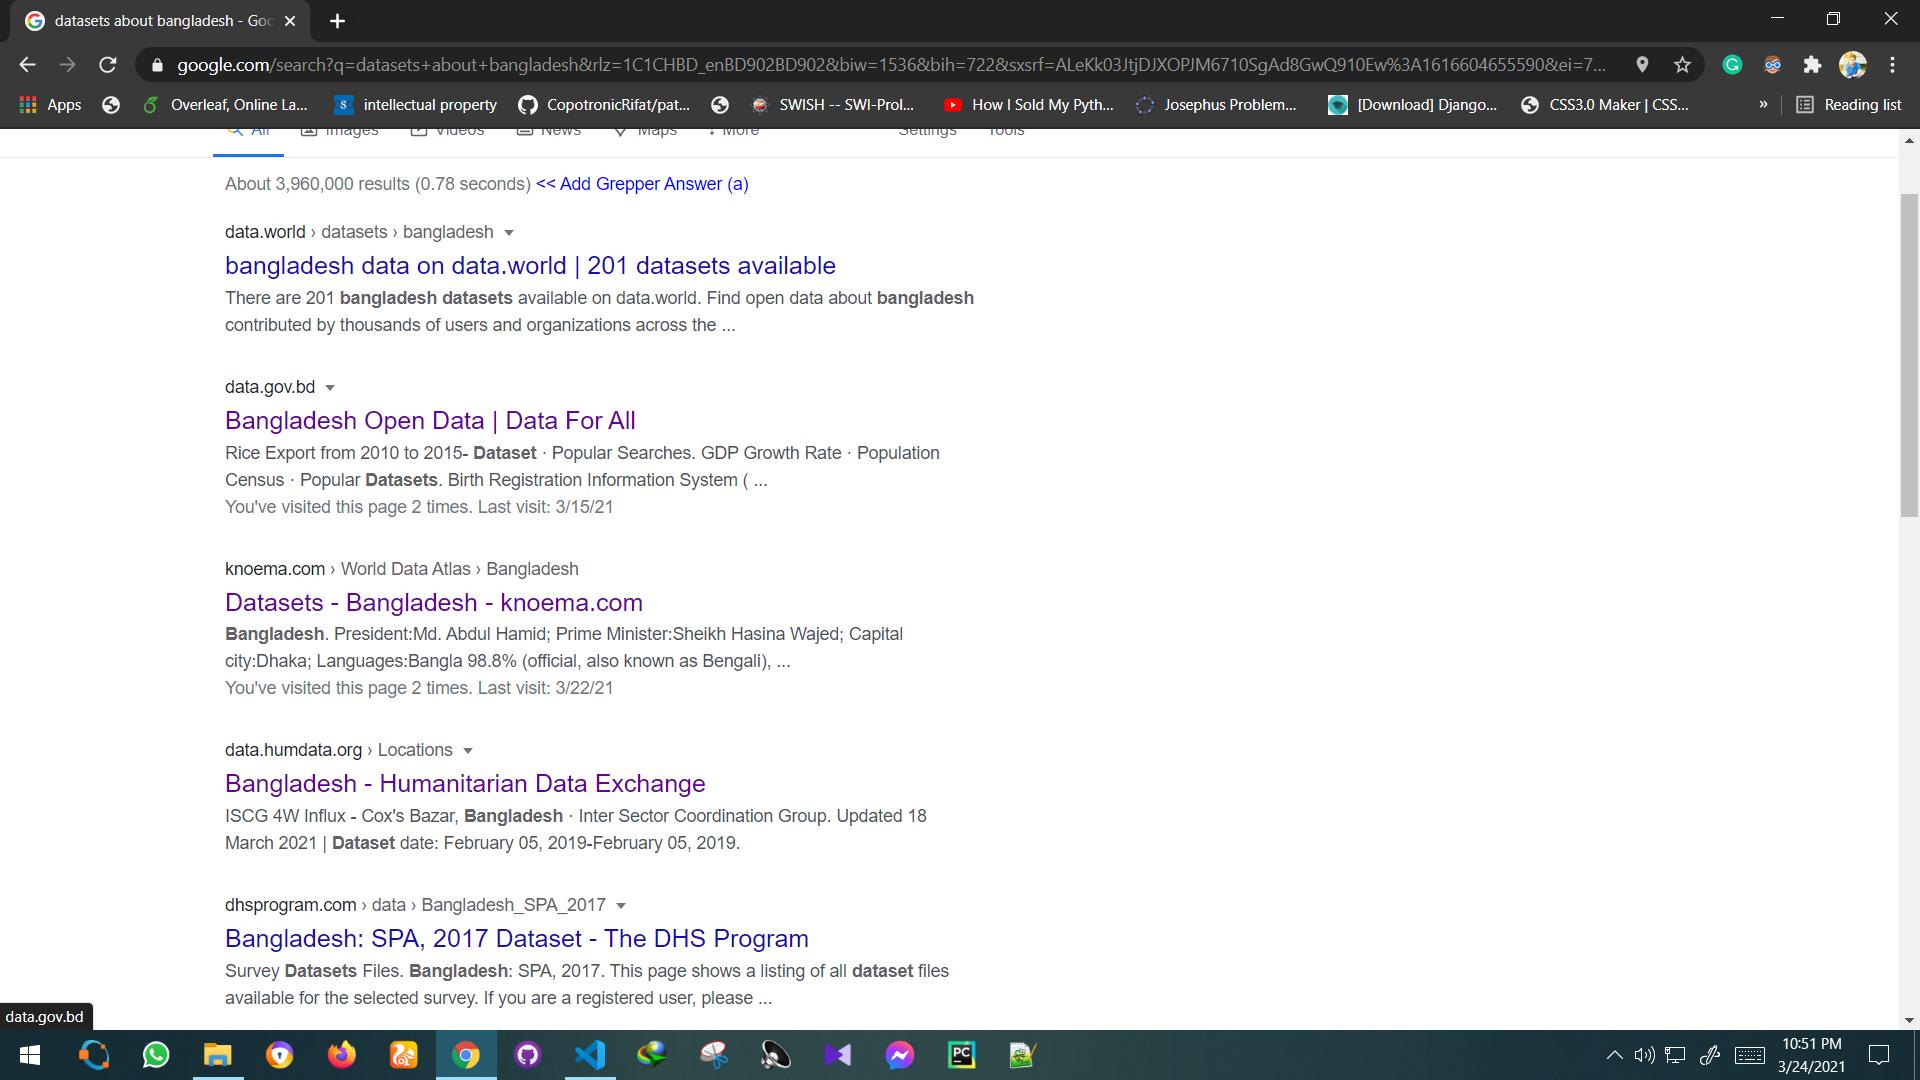 datasets about bangladesh - Goo
google.com/search?q=datasets+about+bangladesh&rlz=1C1CHBD_enBD902BD902&biw=1536&bih=722&sxsrf=ALeKk03JtjDJXOPJM6710SgAd8GwQ910Ew%3A1616604655590&ei=7...
Apps
Overleaf, Online La...
intellectual property
CopotronicRifat/pat...
SWISH -- SWI-Prol...
How I Sold My Pyth...
Josephus Problem...
[Download] Django...
CSS3.0 Maker | CSS...
»
Reading list
All Images Videos News Maps More Settings Tools
About 3,960,000 results (0.78 seconds) << Add Grepper Answer (a)
data.world › datasets › bangladesh
bangladesh data on data.world | 201 datasets available
There are 201 bangladesh datasets available on data.world. Find open data about bangladesh
contributed by thousands of users and organizations across the ...
data.gov.bd
Bangladesh Open Data | Data For All
Rice Export from 2010 to 2015- Dataset · Popular Searches. GDP Growth Rate · Population
Census · Popular Datasets. Birth Registration Information System ( ...
You've visited this page 2 times. Last visit: 3/15/21
knoema.com › World Data Atlas › Bangladesh
Datasets - Bangladesh - knoema.com
Bangladesh. President:Md. Abdul Hamid; Prime Minister:Sheikh Hasina Wajed; Capital
city:Dhaka; Languages:Bangla 98.8% (official, also known as Bengali), ...
You've visited this page 2 times. Last visit: 3/22/21
data.humdata.org › Locations
Bangladesh - Humanitarian Data Exchange
ISCG 4W Influx - Cox's Bazar, Bangladesh · Inter Sector Coordination Group. Updated 18
March 2021 | Dataset date: February 05, 2019-February 05, 2019.
dhsprogram.com › data › Bangladesh_SPA_2017
Bangladesh: SPA, 2017 Dataset - The DHS Program
Survey Datasets Files. Bangladesh: SPA, 2017. This page shows a listing of all dataset files
available for the selected survey. If you are a registered user, please ...
data.gov.bd
PC
10:51 PM
3/24/2021